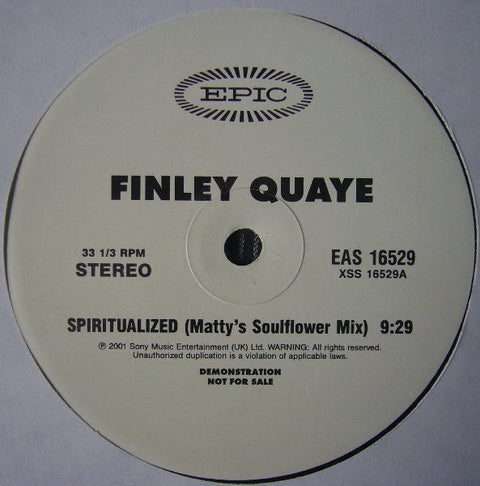 EPIC
FINLEY QUAYE
33 1/3 RPM
STEREO
EAS 16529
XSS 16529A
SPIRITUALIZED (Matty's Soulflower Mix) 9:29
℗ 2001 Sony Music Entertainment (UK) Ltd. WARNING: All rights reserved.
Unauthorized duplication is a violation of applicable laws.
DEMONSTRATION
NOT FOR SALE